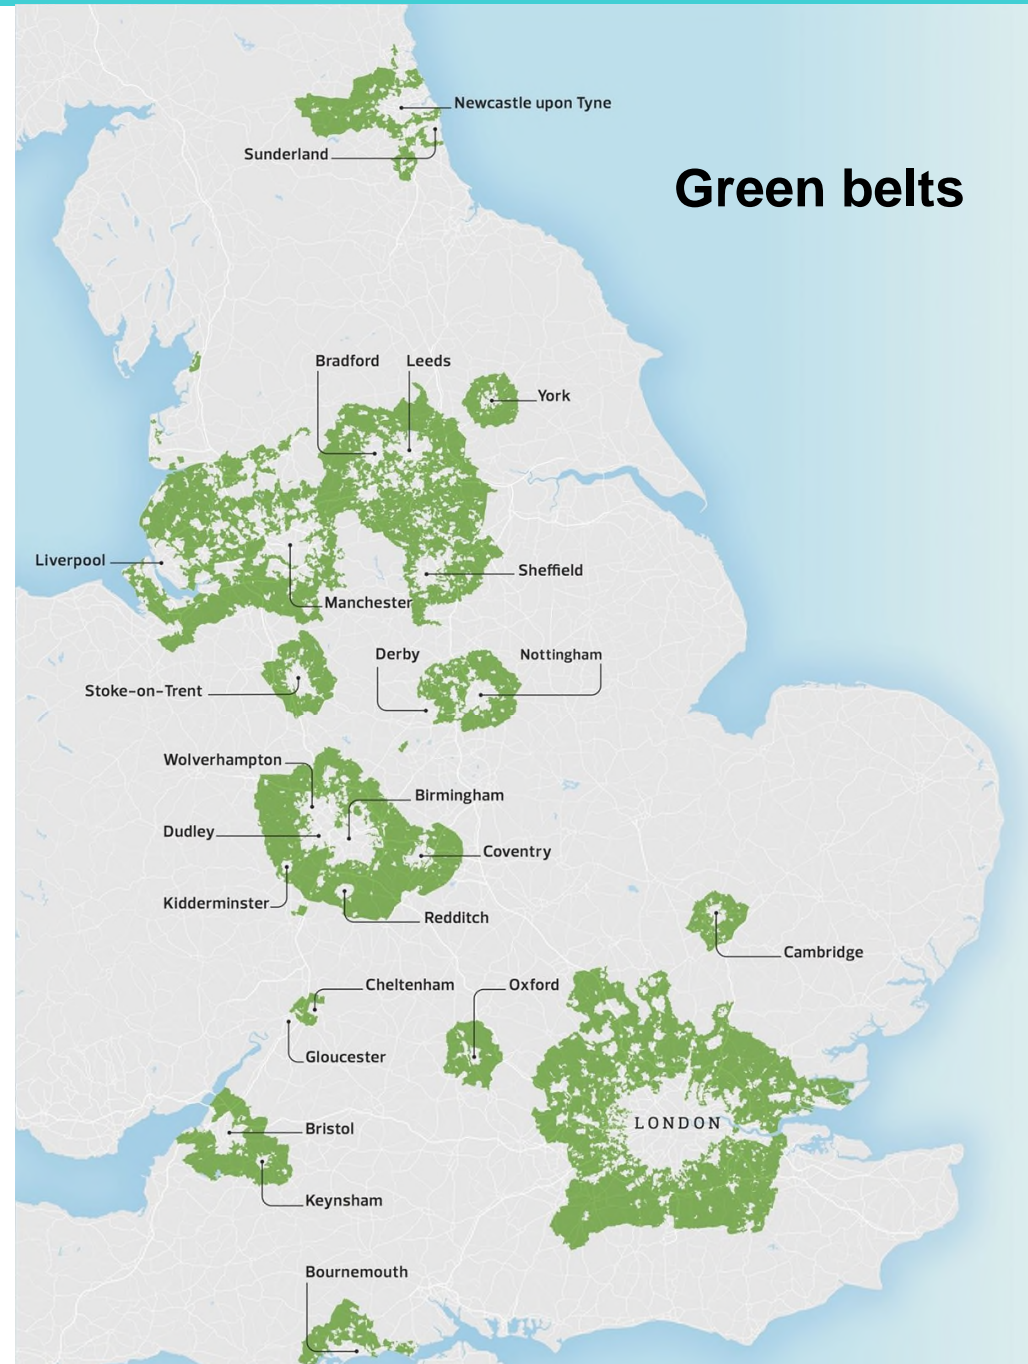 Newcastle upon Tyne
Sunderland
Green belts
Bradford
Leeds
York
Liverpool
Sheffield
Manchester
Derby
Nottingham
Stoke-on-Trent
Wolverhampton
Birmingham
Dudley
Coventry
Kidderminster
Redditch
Cambridge
Cheltenham
Oxford
Gloucester
LONDON
Bristol
Keynsham
Bournemouth